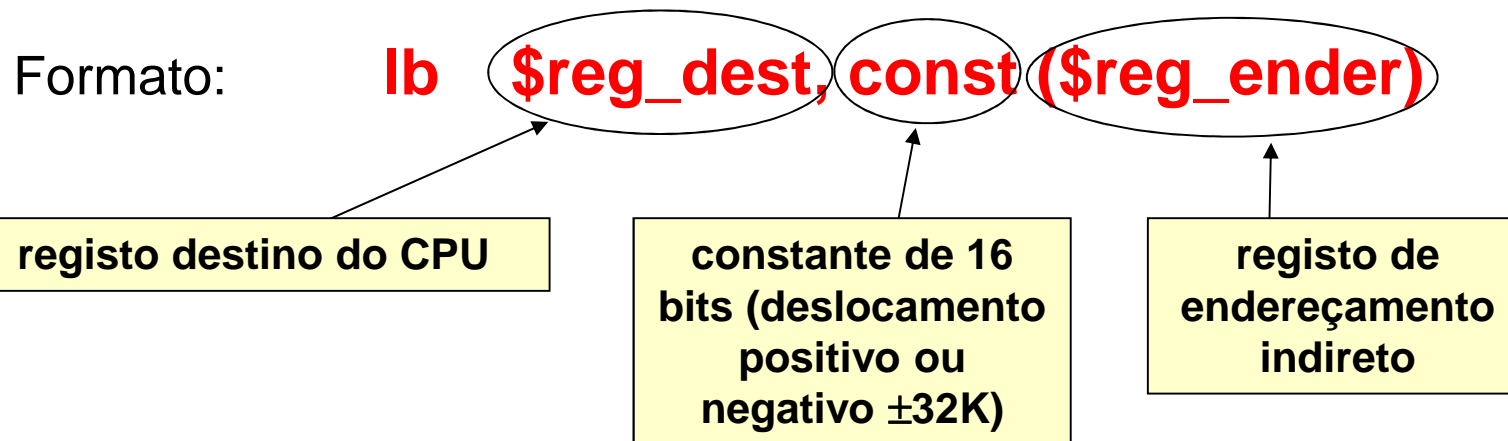 Formato: lb $reg_dest, const ($reg_ender)
registo destino do CPU
constante de 16
bits (deslocamento
positivo ou
negativo ±32K)
registo de
endereçamento
indireto